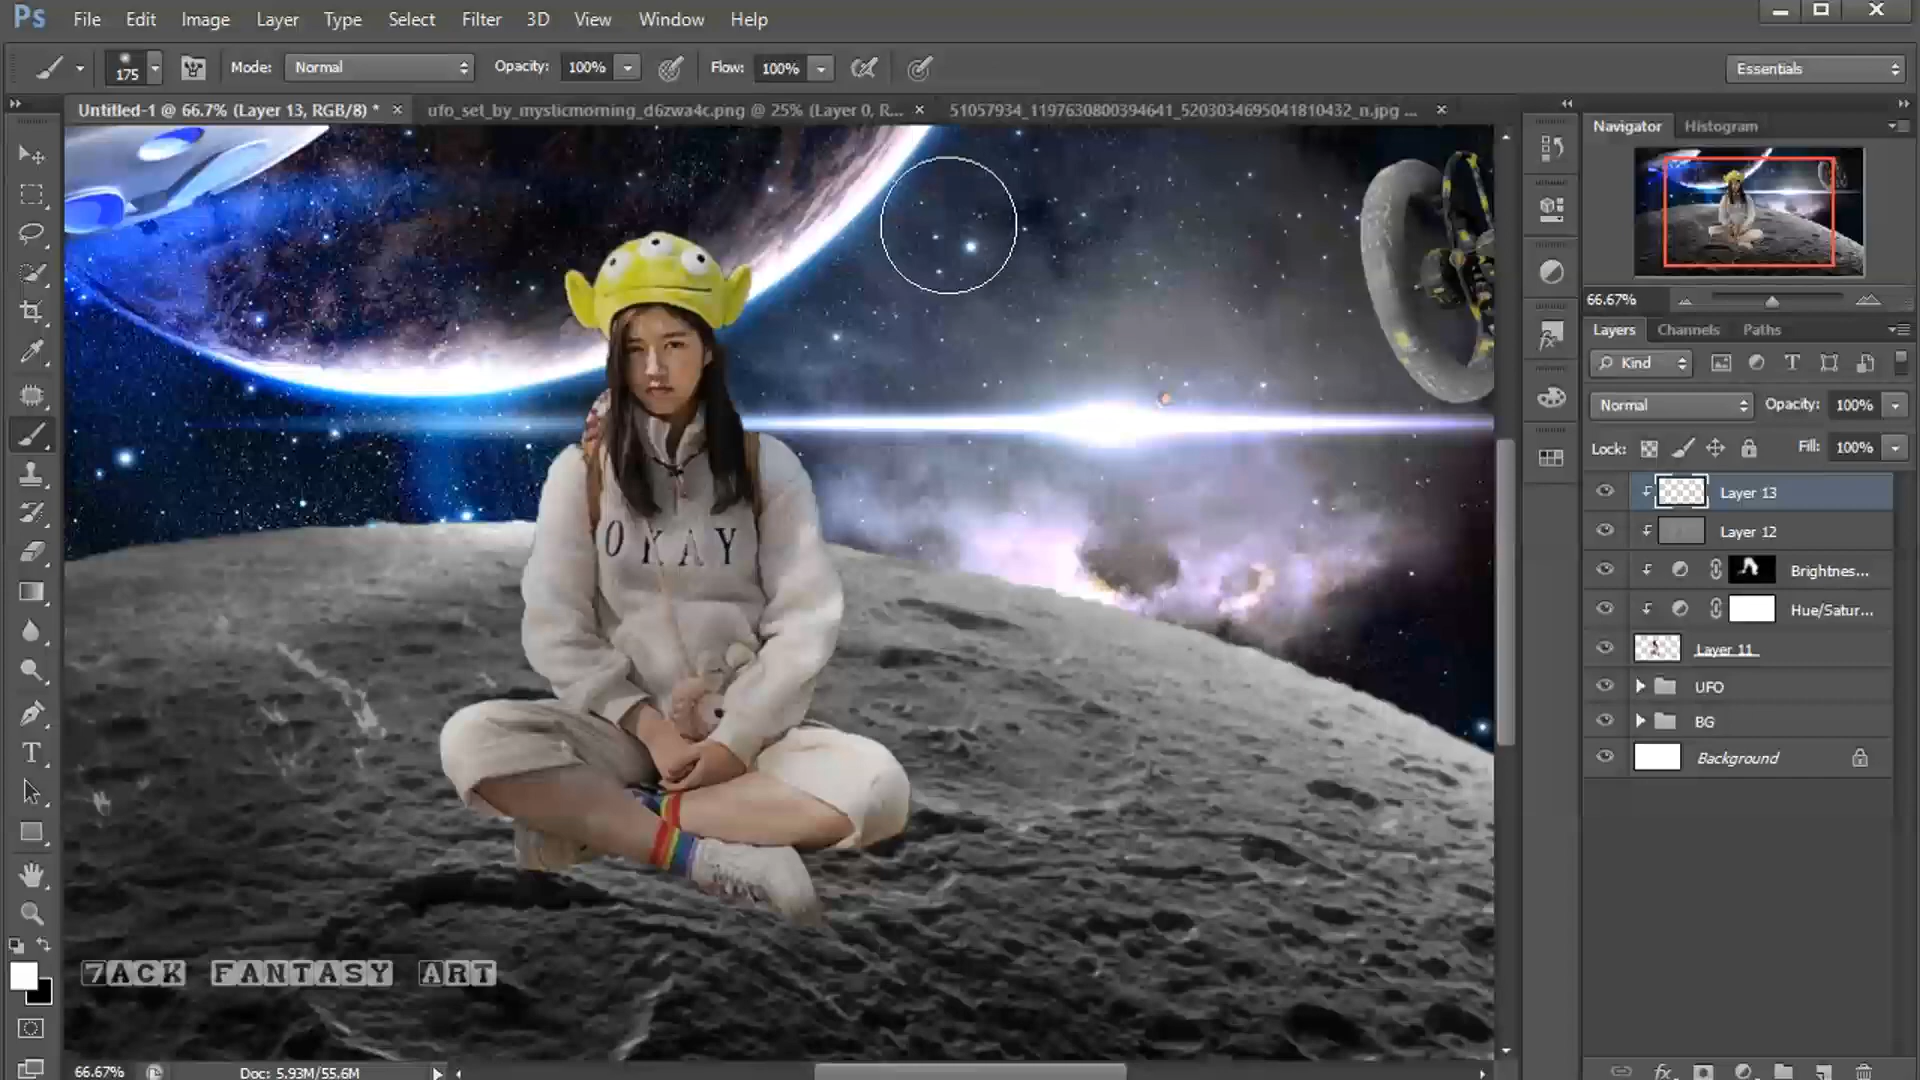 Ps File Edit Image Layer Type Select Filter 3D View Window Help
175 Mode: Normal Opacity: 100% Flow: 100% Essentials
Untitled-1 @ 66.7% (Layer 13, RGB/8) * × ufo_set_by_mysticmorning_d6zwa4c.png @ 25% (Layer 0, R... × 51057934_1197630800394641_5203034695041810432_n.jpg ... ×
Navigator Histogram
66.67%
Layers Channels Paths
Kind
Normal Opacity: 100%
Lock: Fill: 100%
Layer 13
Layer 12
Brightnes...
Hue/Satur...
Layer 11
UFO
BG
Background
OKAY
7ACK FANTASY ART
66.67% Doc: 5.93M/55.6M